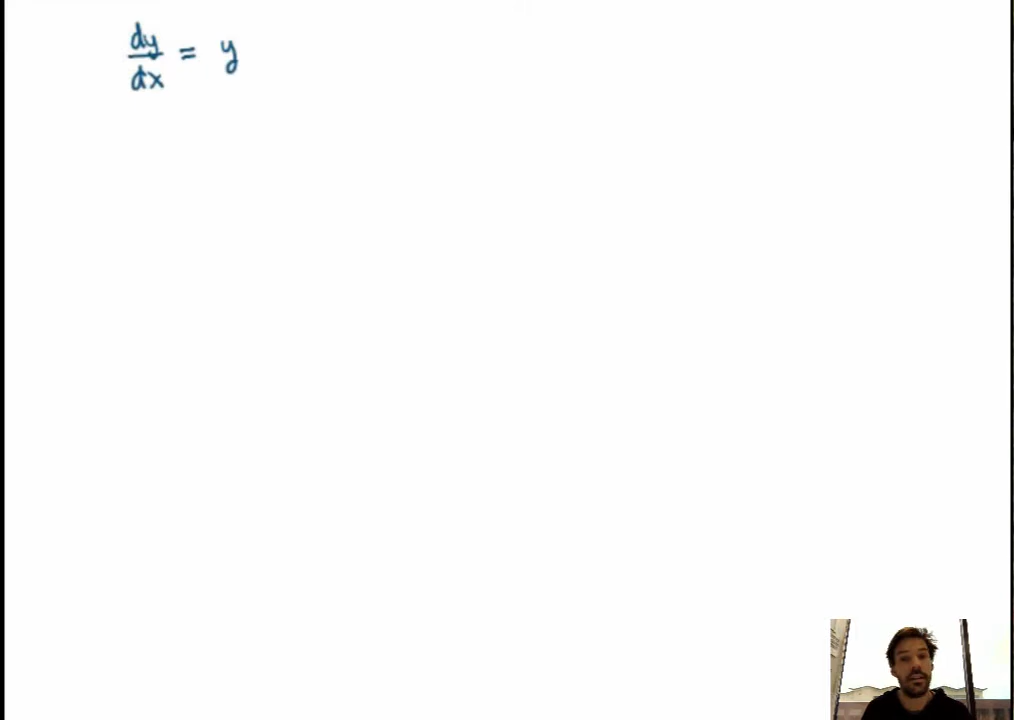 dy/dx = y